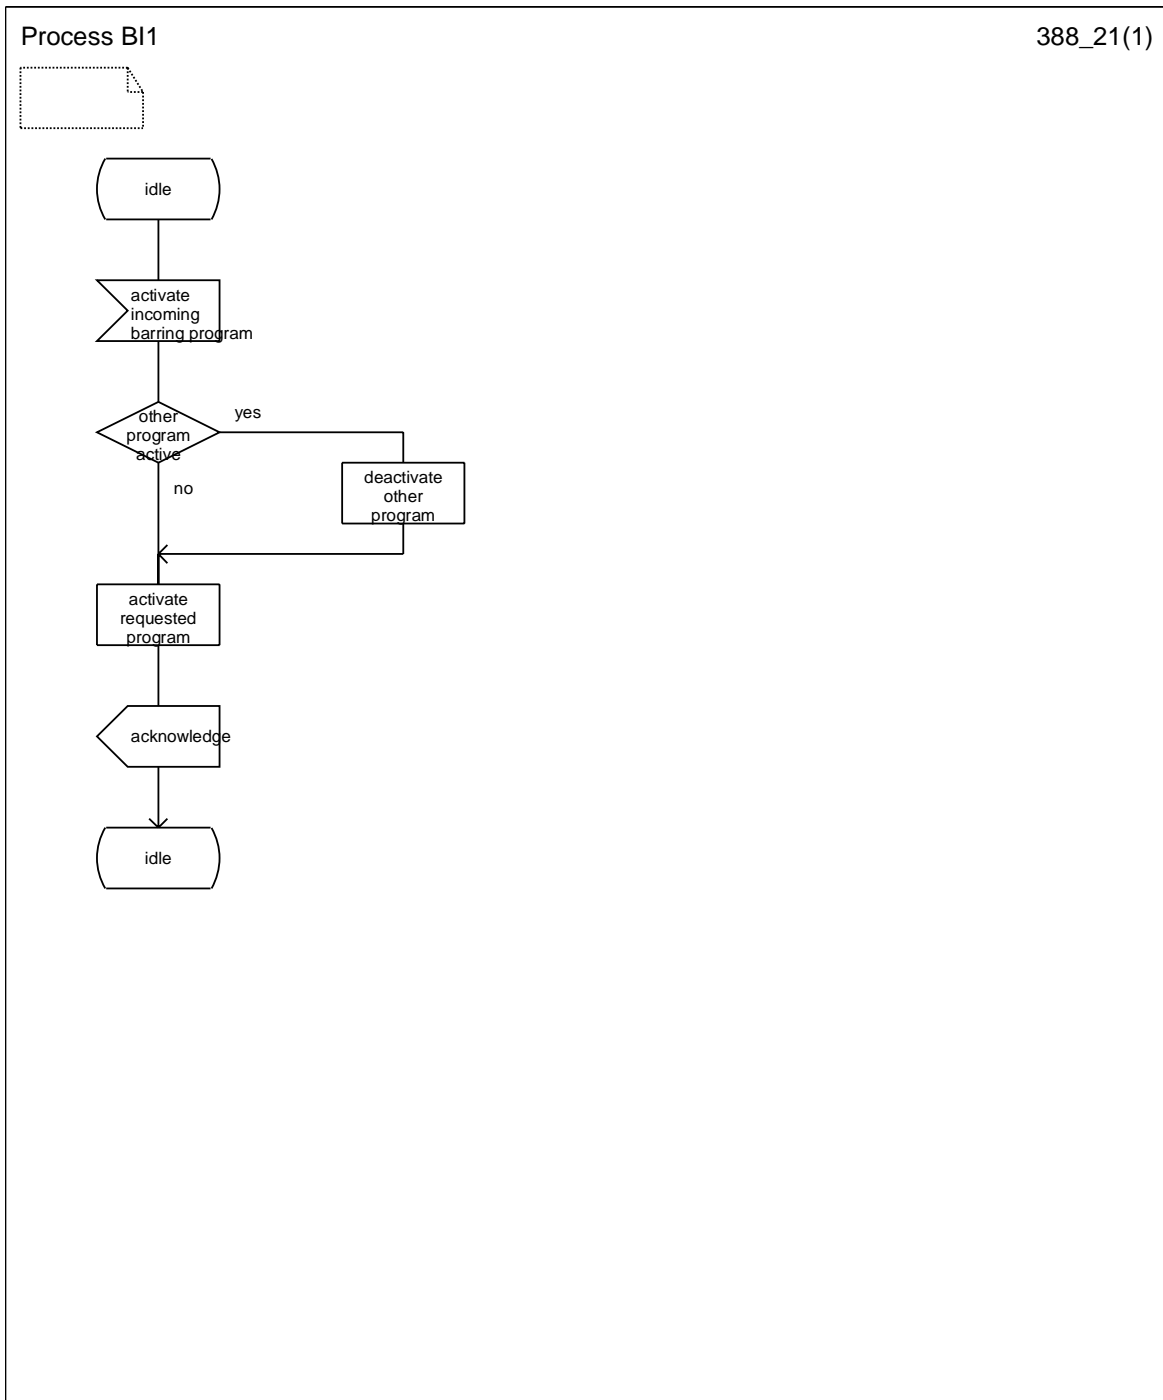 Process BI1
388_21(1)
idle
activate
incoming
barring program
other
program
active
yes
no
deactivate
other
program
activate
requested
program
acknowledge
idle